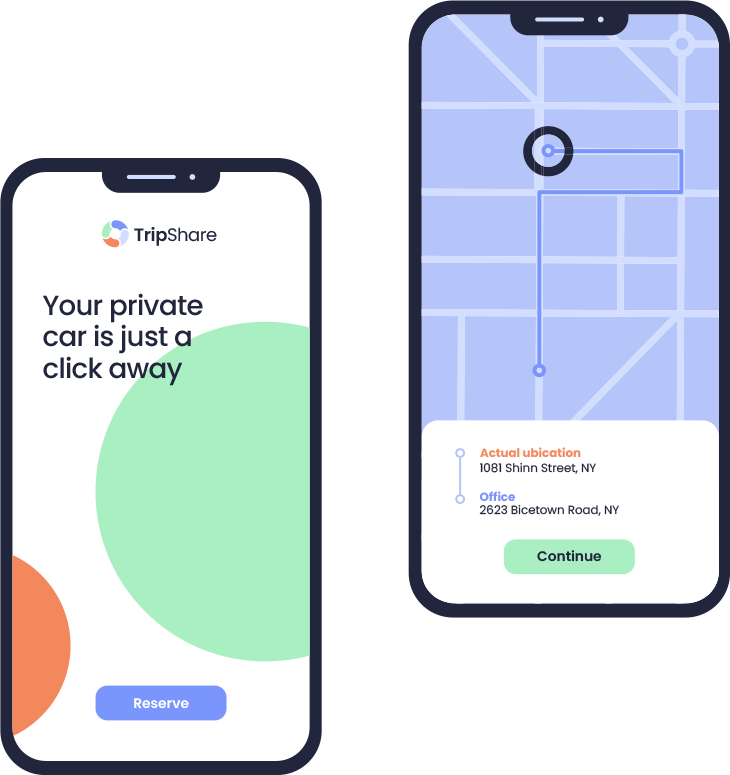 TripShare
Your private
car is just a
click away
Reserve
Actual ubication
1081 Shinn Street, NY
Office
2623 Bicetown Road, NY
Continue